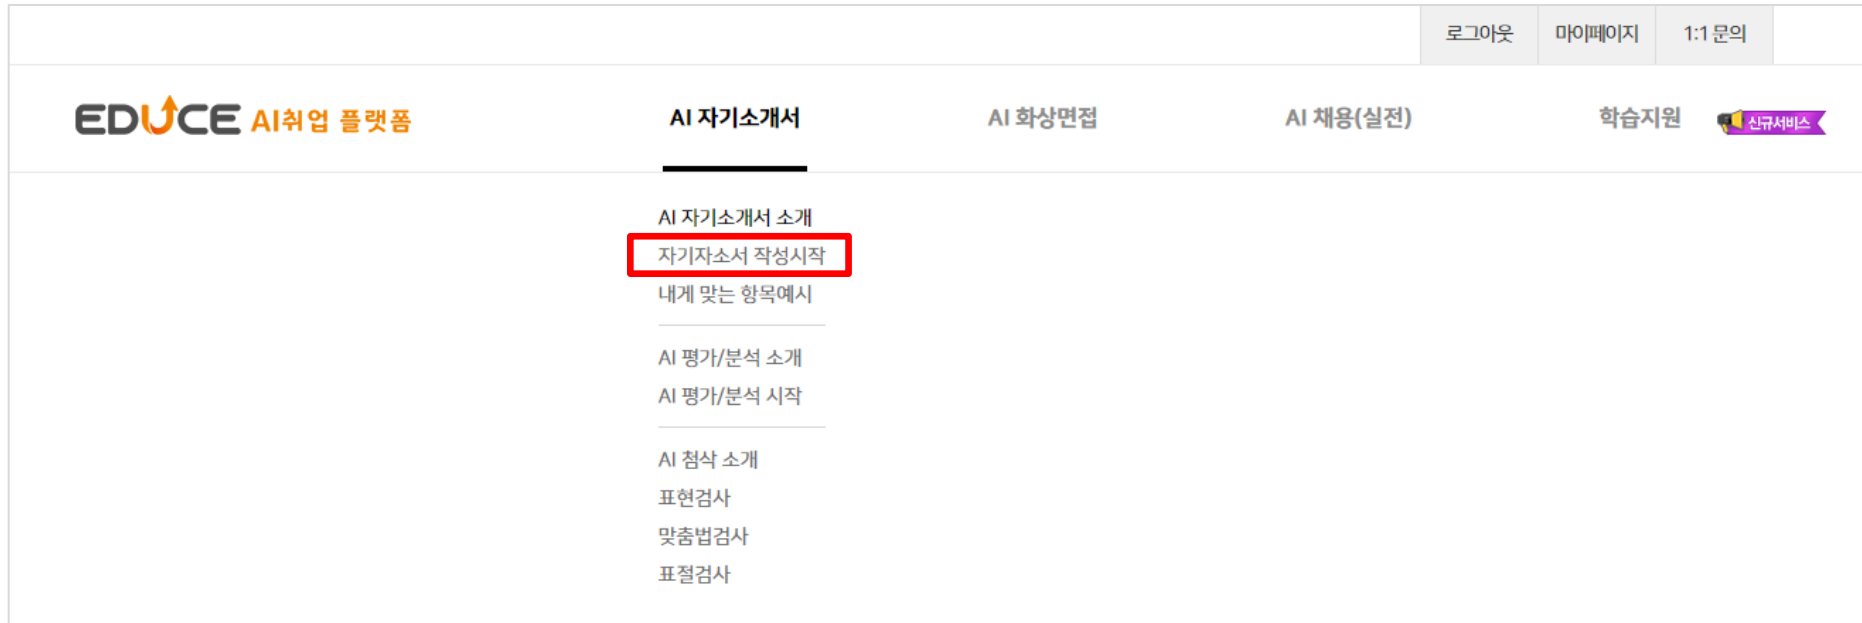 로그아웃 마이페이지 1:1 문의
EDUCE AI취업 플랫폼 AI 자기소개서 AI 화상면접 AI 채용(실전) 학습지원 신규서비스
AI 자기소개서 소개
자기자소서 작성시작
내게 맞는 항목예시
AI 평가/분석 소개
AI 평가/분석 시작
AI 첨삭 소개
표현검사
맞춤법검사
표절검사